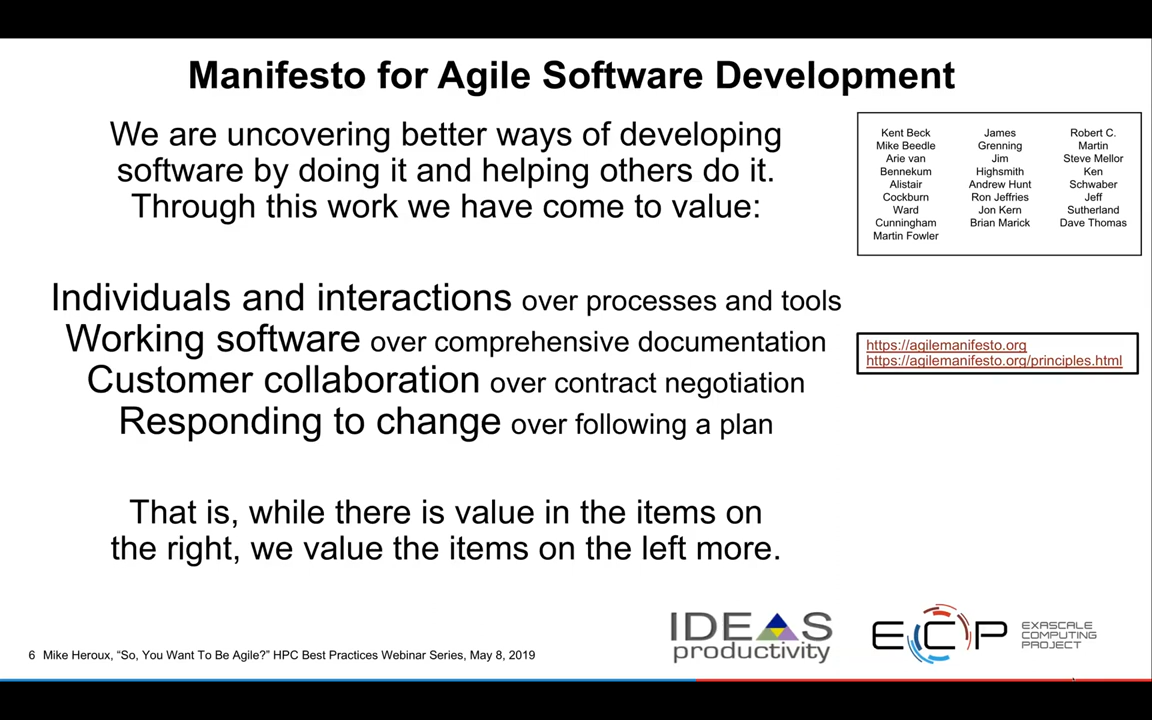 Manifesto for Agile Software Development
We are uncovering better ways of developing
software by doing it and helping others do it.
Through this work we have come to value:
Individuals and interactions over processes and tools
Working software over comprehensive documentation
Customer collaboration over contract negotiation
Responding to change over following a plan
That is, while there is value in the items on
the right, we value the items on the left more.
Kent Beck
Mike Beedle
Arie van
Bennekum
Alistair
Cockburn
Ward
Cunningham
Martin Fowler
James
Grenning
Jim
Highsmith
Andrew Hunt
Ron Jeffries
Jon Kern
Brian Marick
Robert C.
Martin
Steve Mellor
Ken
Schwaber
Jeff
Sutherland
Dave Thomas
https://agilemanifesto.org
https://agilemanifesto.org/principles.html
IDEAS
productivity
ECP
EXASCALE
COMPUTING
PROJECT
6 Mike Heroux, “So, You Want To Be Agile?” HPC Best Practices Webinar Series, May 8, 2019